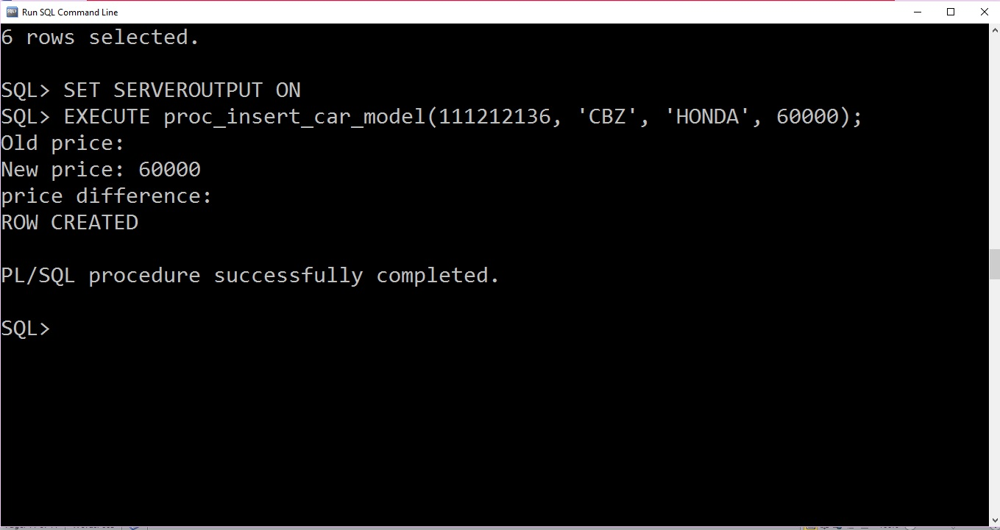 Run SQL Command Line
6 rows selected.
SQL> SET SERVEROUTPUT ON
SQL> EXECUTE proc_insert_car_model(111212136, 'CBZ', 'HONDA', 60000);
Old price:
New price: 60000
price difference:
ROW CREATED
PL/SQL procedure successfully completed.
SQL>